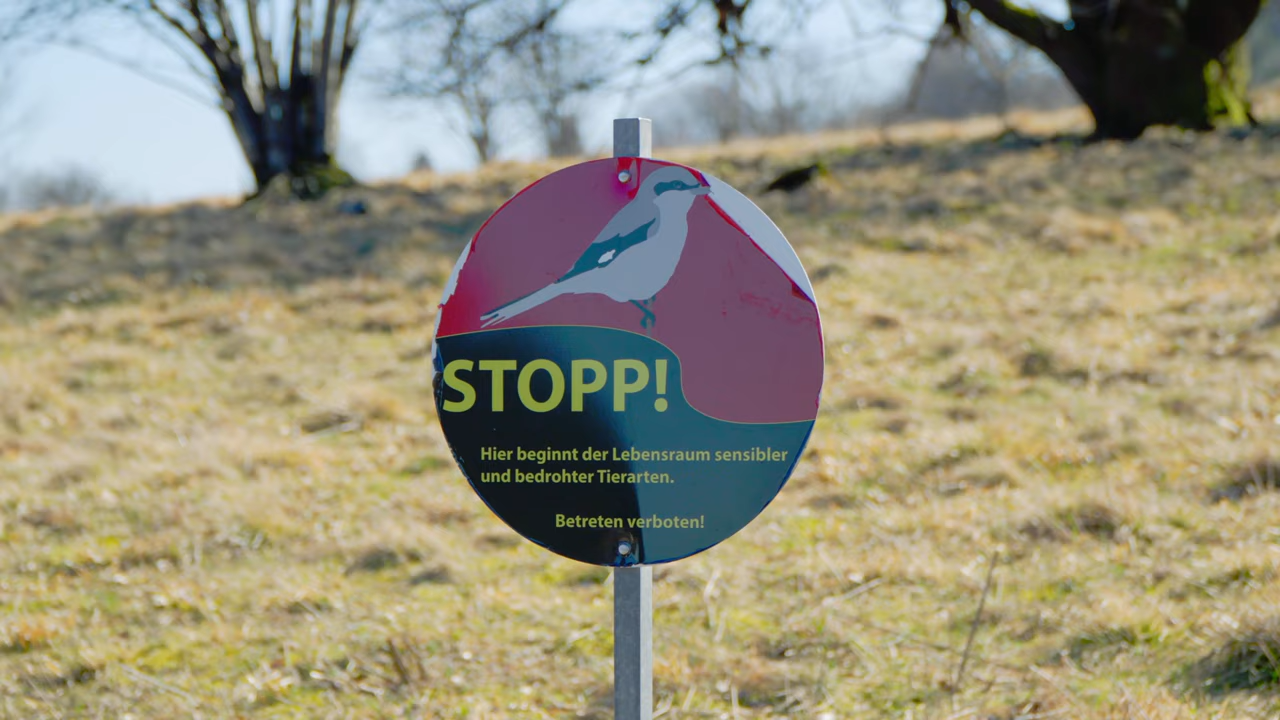 STOPP!
Hier beginnt der Lebensraum sensibler
und bedrohter Tierarten.
Betreten verboten!